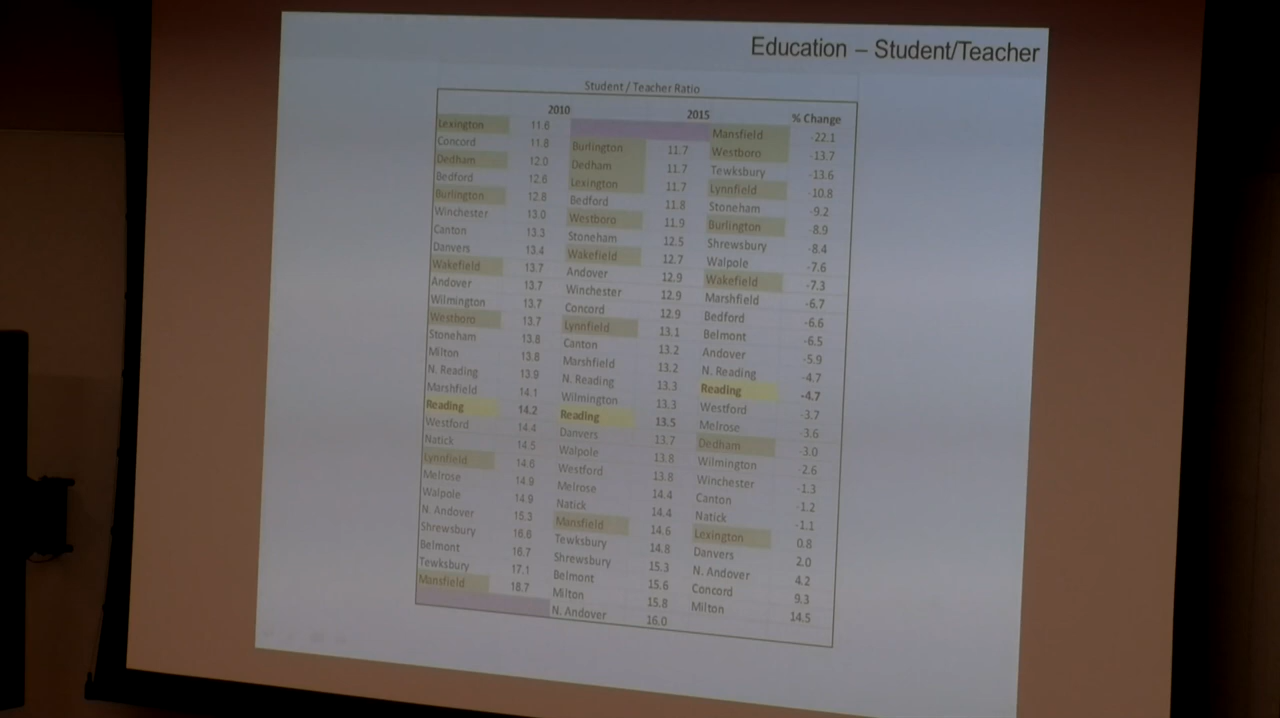 Education – Student/Teacher
Student / Teacher Ratio
2010 2015 % Change
Lexington 11.6 Mansfield -22.1
Concord 11.8 Burlington 11.7 Westboro -13.7
Dedham 12.0 Dedham 11.7 Tewksbury -13.6
Bedford 12.6 Lexington 11.7 Lynnfield -10.8
Burlington 12.8 Bedford 11.8 Stoneham -9.2
Winchester 13.0 Westboro 11.9 Burlington -8.9
Canton 13.3 Stoneham 12.5 Shrewsbury -8.4
Danvers 13.4 Wakefield 12.7 Walpole -7.6
Wakefield 13.7 Andover 12.9 Wakefield -7.3
Andover 13.7 Winchester 12.9 Marshfield -6.7
Wilmington 13.7 Concord 12.9 Bedford -6.6
Westboro 13.7 Lynnfield 13.1 Belmont -6.5
Stoneham 13.8 Canton 13.2 Andover -5.9
Milton 13.8 Marshfield 13.2 N. Reading -4.7
N. Reading 13.9 N. Reading 13.3 Reading -4.7
Marshfield 14.1 Wilmington 13.3 Westford -3.7
Reading 14.2 Reading 13.5 Melrose -3.6
Westford 14.4 Danvers 13.7 Dedham -3.0
Natick 14.5 Walpole 13.8 Wilmington -2.6
Lynnfield 14.6 Westford 13.8 Winchester -1.3
Melrose 14.9 Melrose 14.4 Canton -1.2
Walpole 14.9 Natick 14.4 Natick -1.1
N. Andover 15.3 Mansfield 14.6 Lexington 0.8
Shrewsbury 16.6 Tewksbury 14.8 Danvers 2.0
Belmont 16.7 Shrewsbury 15.3 N. Andover 4.2
Tewksbury 17.1 Belmont 15.6 Concord 9.3
Mansfield 18.7 Milton 15.8 Milton 14.5
N. Andover 16.0